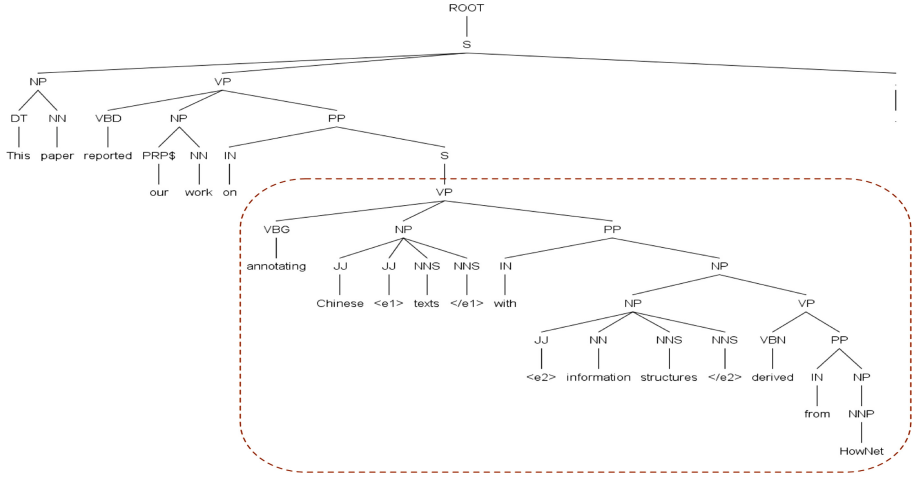 ROOT
S
NP VP .
DT NN VBD NP PP
This paper reported PRP$ NN IN S
our work on VP
VBG NP PP
annotating JJ JJ NNS NNS IN NP
Chinese <e1> texts </e1> with NP VP
JJ NN NNS NNS VBN PP
<e2> information structures </e2> derived IN NP
from NNP
HowNet